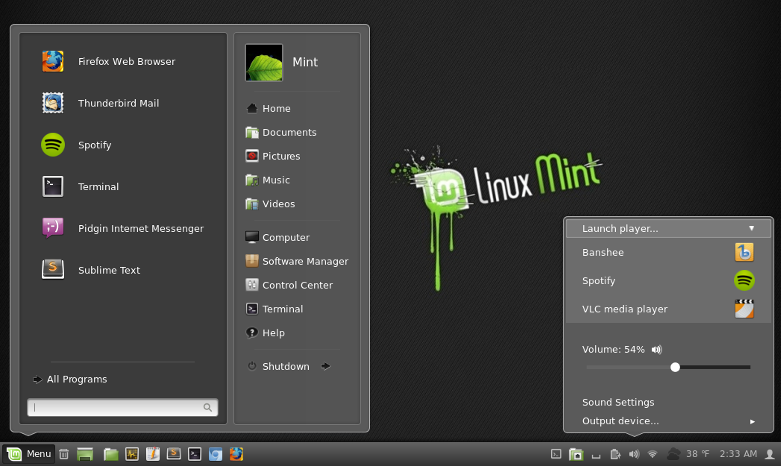 Firefox Web Browser
Thunderbird Mail
Spotify
Terminal
Pidgin Internet Messenger
Sublime Text
All Programs
Mint
Home
Documents
Pictures
Music
Videos
Computer
Software Manager
Control Center
Terminal
Help
Shutdown
Linux Mint
Launch player...
Banshee
Spotify
VLC media player
Volume: 54%
Sound Settings
Output device...
Menu
38 °F
2:33 AM